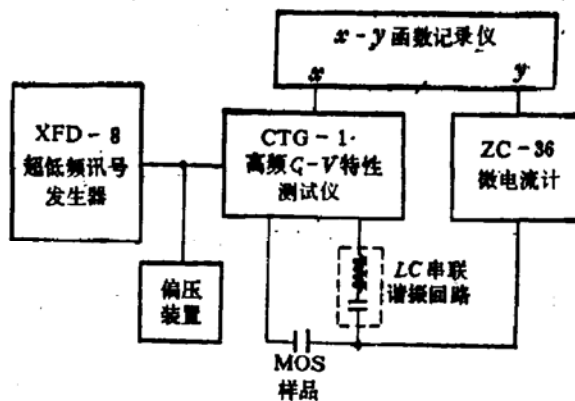 x-y函数记录仪
x
y
XFD-8
超低频讯号
发生器
CTG-1
高频C-V特性
测试仪
ZC-36
微电流计
偏压
装置
LC串联
谐振回路
MOS
样品